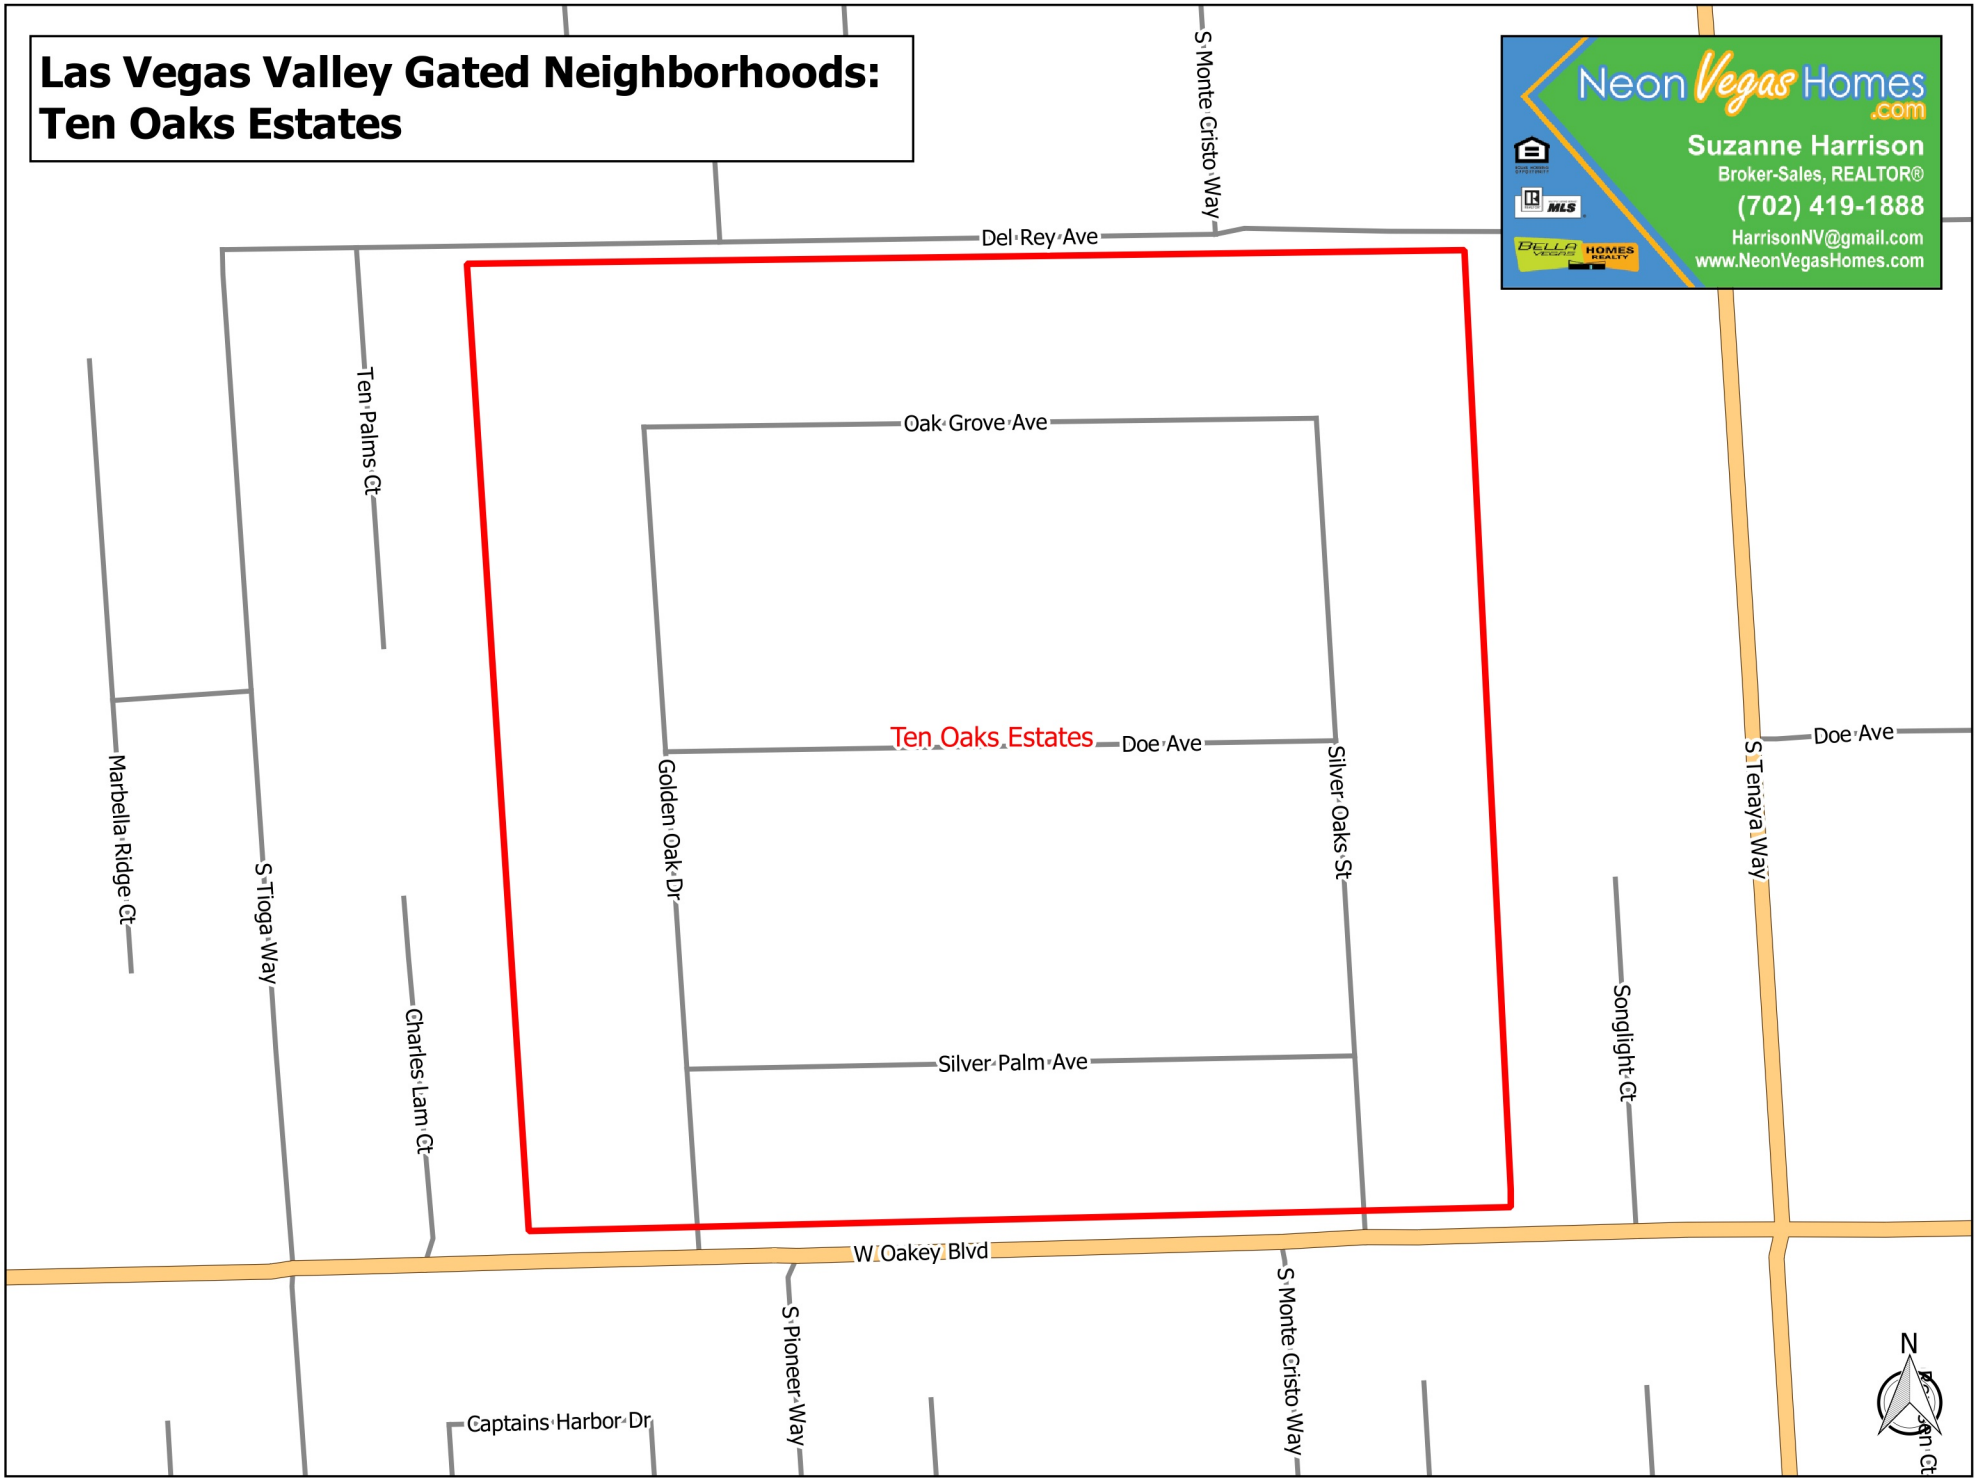 Las Vegas Valley Gated Neighborhoods:
Ten Oaks Estates
Neon Vegas Homes
.com
Suzanne Harrison
Broker-Sales, REALTOR®
(702) 419-1888
HarrisonNV@gmail.com
www.NeonVegasHomes.com
MLS
BELLA
VEGAS
HOMES
REALTY
S Monte Cristo Way
Del Rey Ave
Ten Palms Ct
Oak Grove Ave
Ten Oaks Estates
Doe Ave
Doe Ave
Marbella Ridge Ct
S Tioga Way
Golden Oak Dr
Silver Oaks St
S Tenaya Way
Charles Lam Ct
Songlight Ct
Silver Palm Ave
W Oakey Blvd
S Pioneer Way
S Monte Cristo Way
Captains Harbor Dr
N
Ct